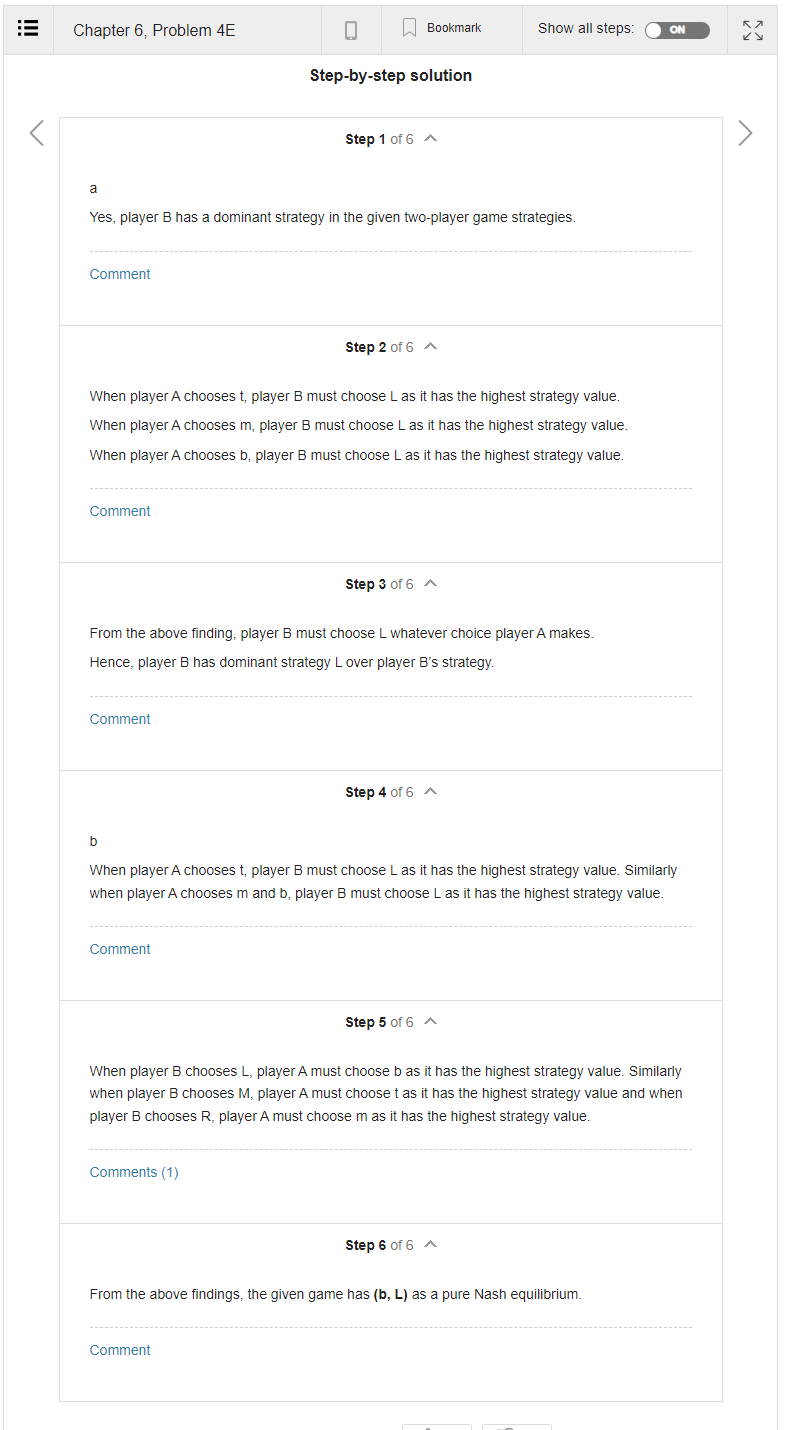 Chapter 6, Problem 4E
Bookmark
Show all steps:
ON
Step-by-step solution
Step 1 of 6
a
Yes, player B has a dominant strategy in the given two-player game strategies.
Comment
Step 2 of 6
When player A chooses t, player B must choose L as it has the highest strategy value.
When player A chooses m, player B must choose L as it has the highest strategy value.
When player A chooses b, player B must choose L as it has the highest strategy value.
Comment
Step 3 of 6
From the above finding, player B must choose L whatever choice player A makes.
Hence, player B has dominant strategy L over player B's strategy.
Comment
Step 4 of 6
b
When player A chooses t, player B must choose L as it has the highest strategy value. Similarly
when player A chooses m and b, player B must choose L as it has the highest strategy value.
Comment
Step 5 of 6
When player B chooses L, player A must choose b as it has the highest strategy value. Similarly
when player B chooses M, player A must choose t as it has the highest strategy value and when
player B chooses R, player A must choose m as it has the highest strategy value.
Comments (1)
Step 6 of 6
From the above findings, the given game has (b, L) as a pure Nash equilibrium.
Comment